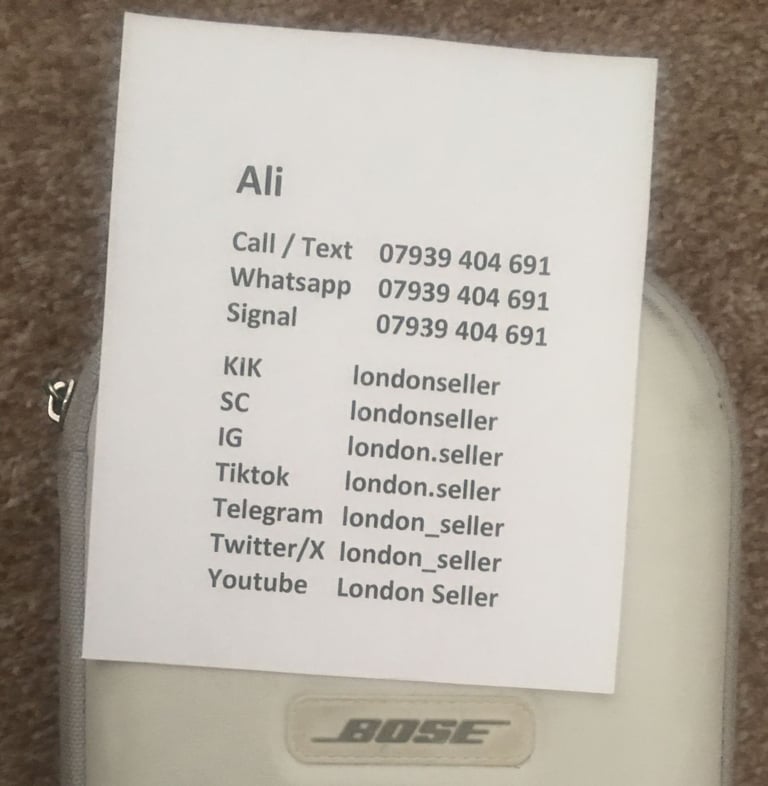 Ali
Call / Text 07939 404 691
Whatsapp 07939 404 691
Signal 07939 404 691
KiK londonseller
SC londonseller
IG london.seller
Tiktok london.seller
Telegram london_seller
Twitter/X london_seller
Youtube London Seller
BOSE